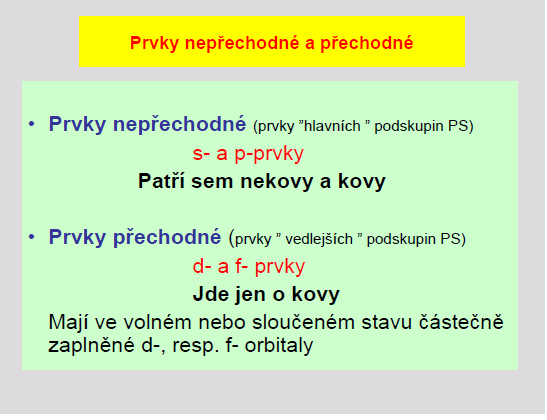 Prvky nepřechodné a přechodné
• Prvky nepřechodné (prvky ”hlavních ” podskupin PS)
s- a p-prvky
Patří sem nekovy a kovy
• Prvky přechodné (prvky ” vedlejších ” podskupin PS)
d- a f- prvky
Jde jen o kovy
Mají ve volném nebo sloučeném stavu částečně
zaplněné d-, resp. f- orbitaly